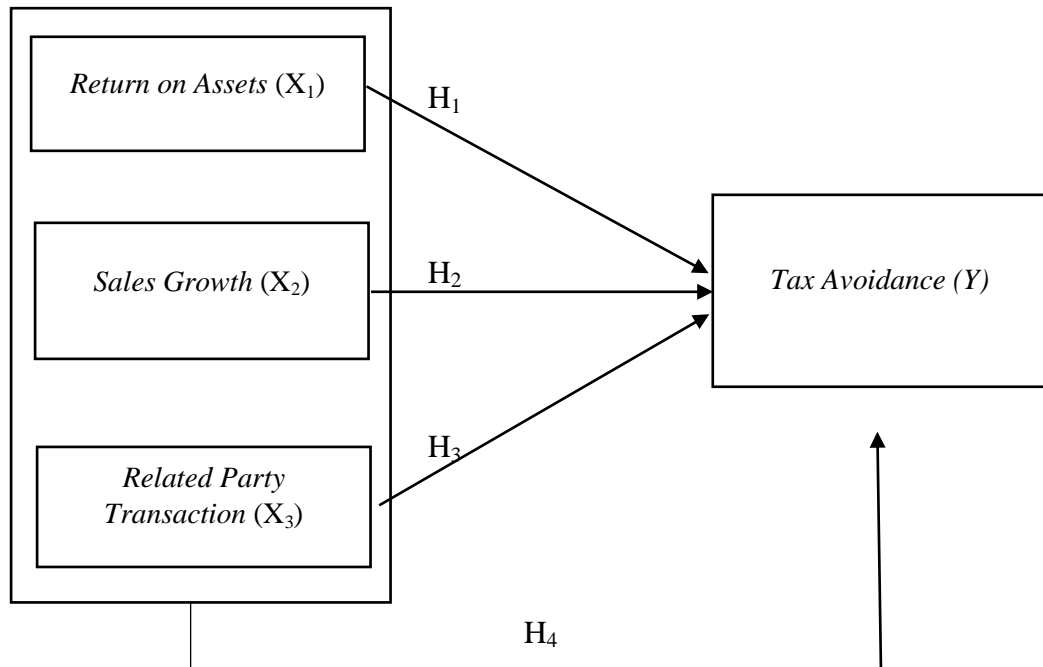 Return on Assets (X₁)
H₁
Sales Growth (X₂)
H₂
Tax Avoidance (Y)
H₃
Related Party
Transaction (X₃)
H₄